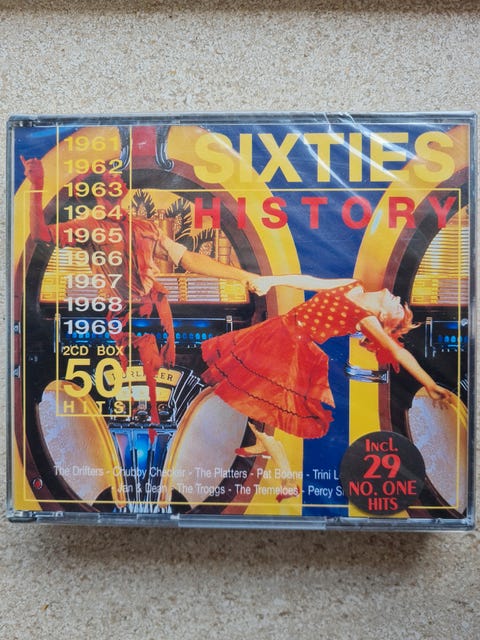 SIXTIES
HISTORY
1961
1962
1963
1964
1965
1966
1967
1968
1969
2CD BOX
50
HITS
The Drifters - Chubby Checker - The Platters - Pat Boone - Trini
- Jan & Dean - The Troggs - The Tremeloes - Percy
Incl.
29
NO. ONE
HITS